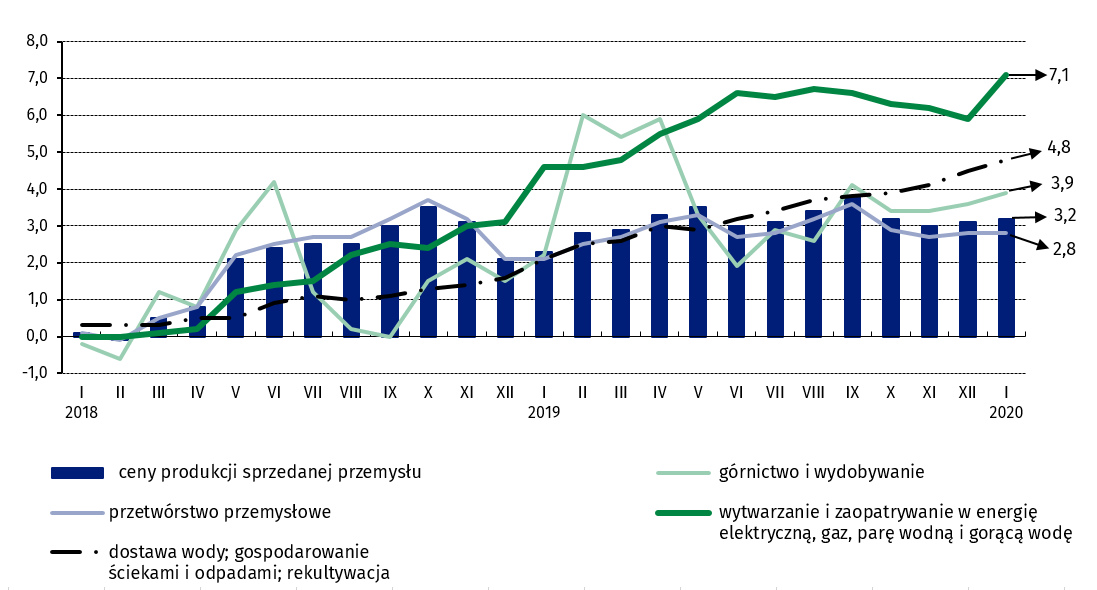 8,0
7,0
6,0
5,0
4,0
3,0
2,0
1,0
0,0
-1,0
7,1
4,8
3,9
3,2
2,8
I II III IV V VI VII VIII IX X XI XII I II III IV V VI VII VIII IX X XI XII I
2018 2019 2020
ceny produkcji sprzedanej przemysłu
górnictwo i wydobywanie
przetwórstwo przemysłowe
wytwarzanie i zaopatrywanie w energię
elektryczną, gaz, parę wodną i gorącą wodę
dostawa wody; gospodarowanie
ściekami i odpadami; rekultywacja